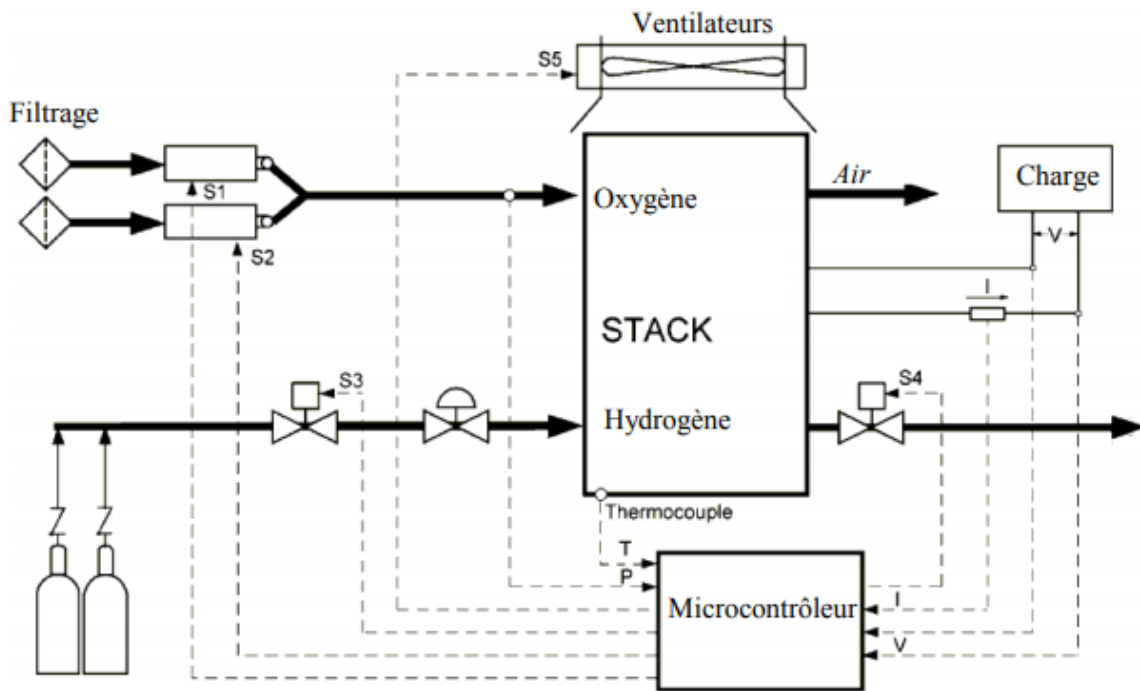 Ventilateurs
S5
Filtrage
S1
Air
Charge
Oxygène
V
S2
I
STACK
S3
S4
Hydrogène
Thermocouple
T
P
Microcontrôleur
I
V